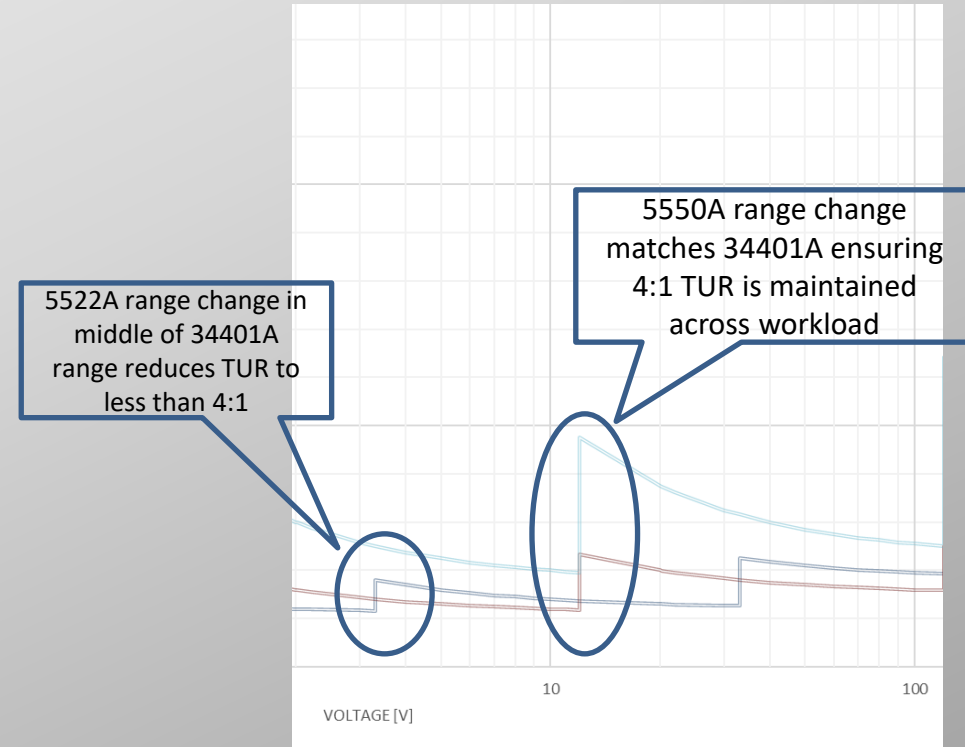 5550A range change
matches 34401A ensuring
4:1 TUR is maintained
across workload
5522A range change in
middle of 34401A
range reduces TUR to
less than 4:1
10
100
VOLTAGE [V]